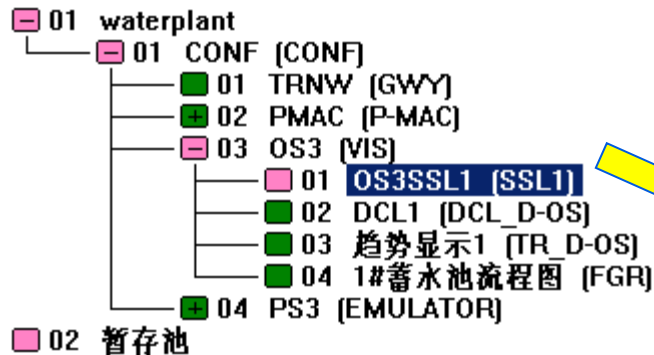 01 waterplant
01 CONF (CONF)
01 TRNW (GWY)
02 PMAC (P-MAC)
03 OS3 (VIS)
01 OS3SSL1 (SSL1)
02 DCL1 (DCL_D-OS)
03 趋势显示1 (TR_D-OS)
04 1#蓄水池流程图 (FGR)
04 PS3 (EMULATOR)
02 暂存池